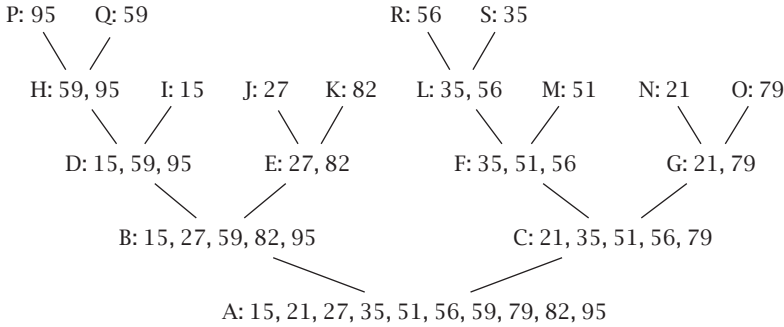 P: 95 Q: 59 R: 56 S: 35
H: 59, 95 I: 15 J: 27 K: 82 L: 35, 56 M: 51 N: 21 O: 79
D: 15, 59, 95 E: 27, 82 F: 35, 51, 56 G: 21, 79
B: 15, 27, 59, 82, 95 C: 21, 35, 51, 56, 79
A: 15, 21, 27, 35, 51, 56, 59, 79, 82, 95